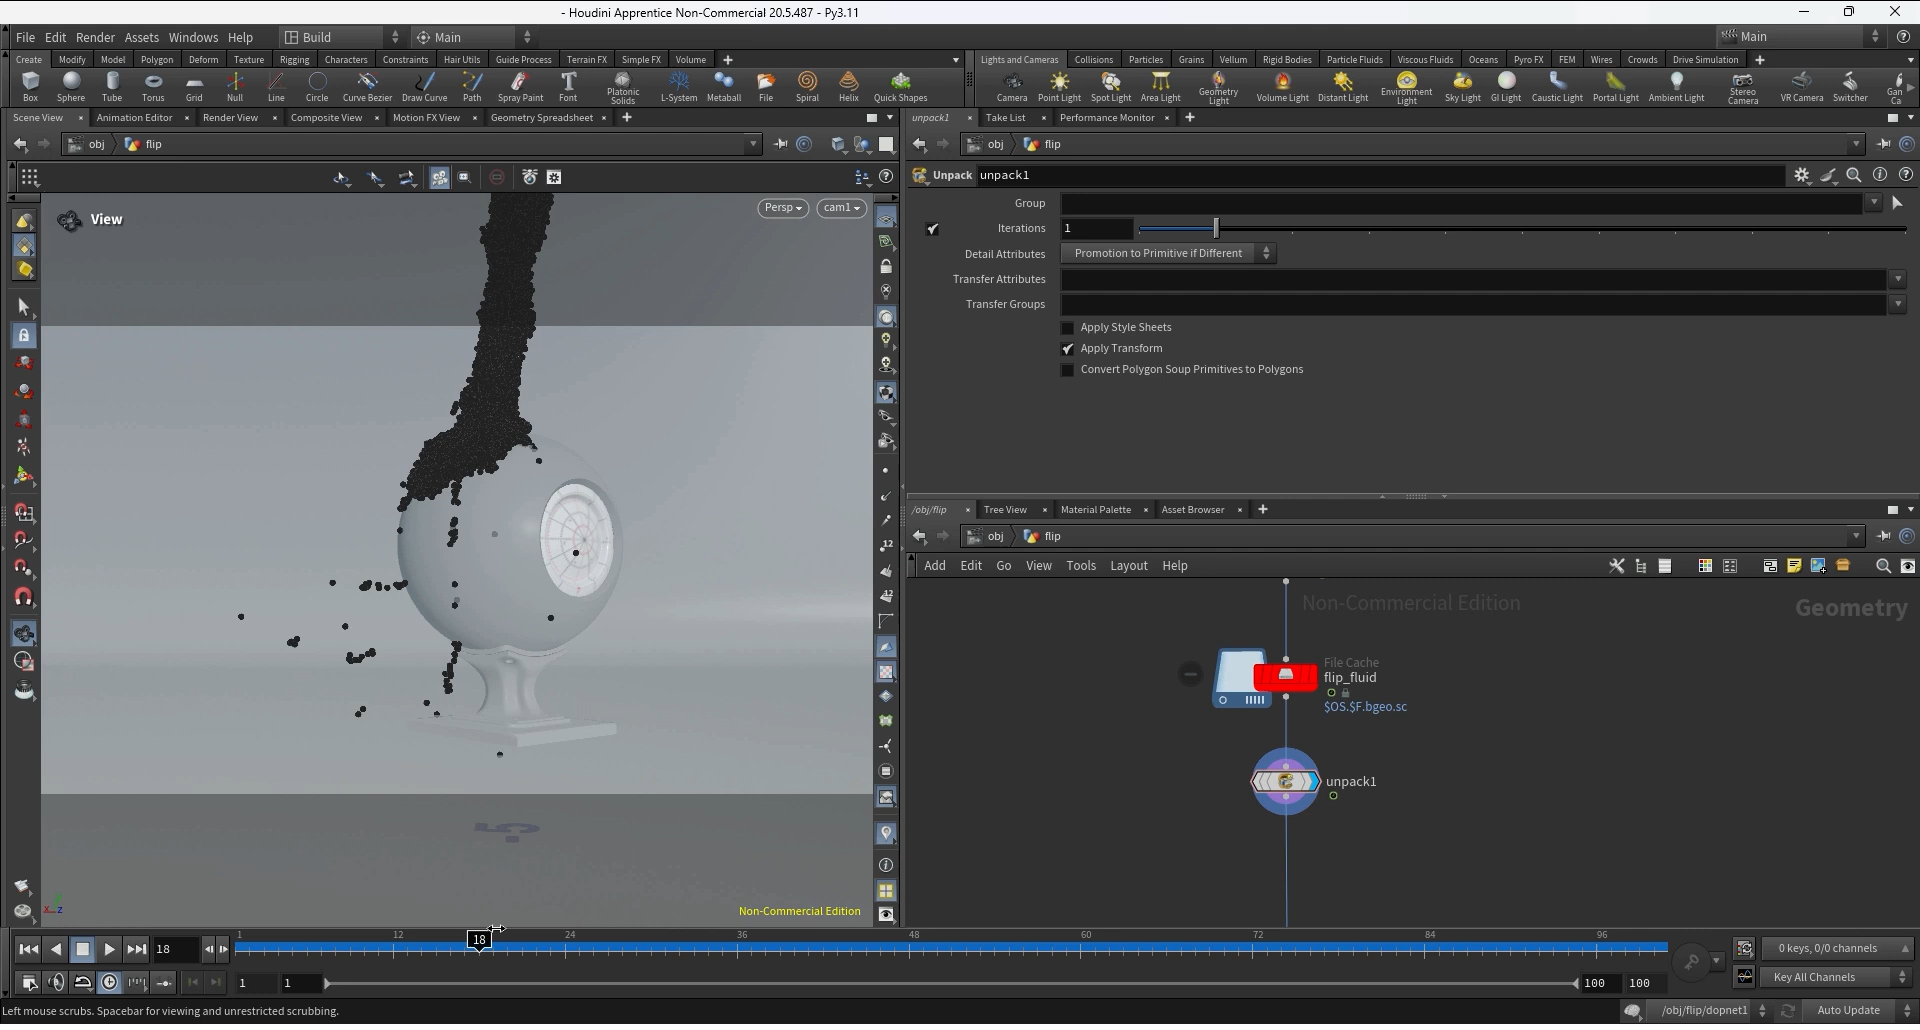 - Houdini Apprentice Non-Commercial 20.5.487 - Py3.11
File Edit Render Assets Windows Help Build Main Main
Create Modify Model Polygon Deform Texture Rigging Characters Constraints Hair Utils Guide Process Terrain FX Simple FX Volume
Lights and Cameras Collisions Particles Grains Vellum Rigid Bodies Particle Fluids Viscous Fluids Oceans Pyro FX FEM Wires Crowds Drive Simulation
Box Sphere Tube Torus Grid Null Line Circle Curve Bezier Draw Curve Path Spray Paint Font Platonic Solids L-System Metaball File Spiral Helix Quick Shapes
Camera Point Light Spot Light Area Light Geometry Light Volume Light Distant Light Environment Light Sky Light GI Light Caustic Light Portal Light Ambient Light Stereo Camera VR Camera Switcher Gan Ca
Scene View Animation Editor Render View Composite View Motion FX View Geometry Spreadsheet
unpack1 Take List Performance Monitor
obj flip
obj flip
Unpack unpack1
View Persp cam1
Group
Iterations 1
Detail Attributes Promotion to Primitive if Different
Transfer Attributes
Transfer Groups
Apply Style Sheets
Apply Transform
Convert Polygon Soup Primitives to Polygons
12
12
/obj/flip Tree View Material Palette Asset Browser
obj flip
Add Edit Go View Tools Layout Help
Non-Commercial Edition
Geometry
File Cache
flip_fluid
$OS.$F.bgeo.sc
unpack1
5
x z
Non-Commercial Edition
18 1 12 18 24 36 48 60 72 84 96
0 keys, 0/0 channels
1 1 100 100
Key All Channels
Left mouse scrubs. Spacebar for viewing and unrestricted scrubbing.
/obj/flip/dopnet1 Auto Update